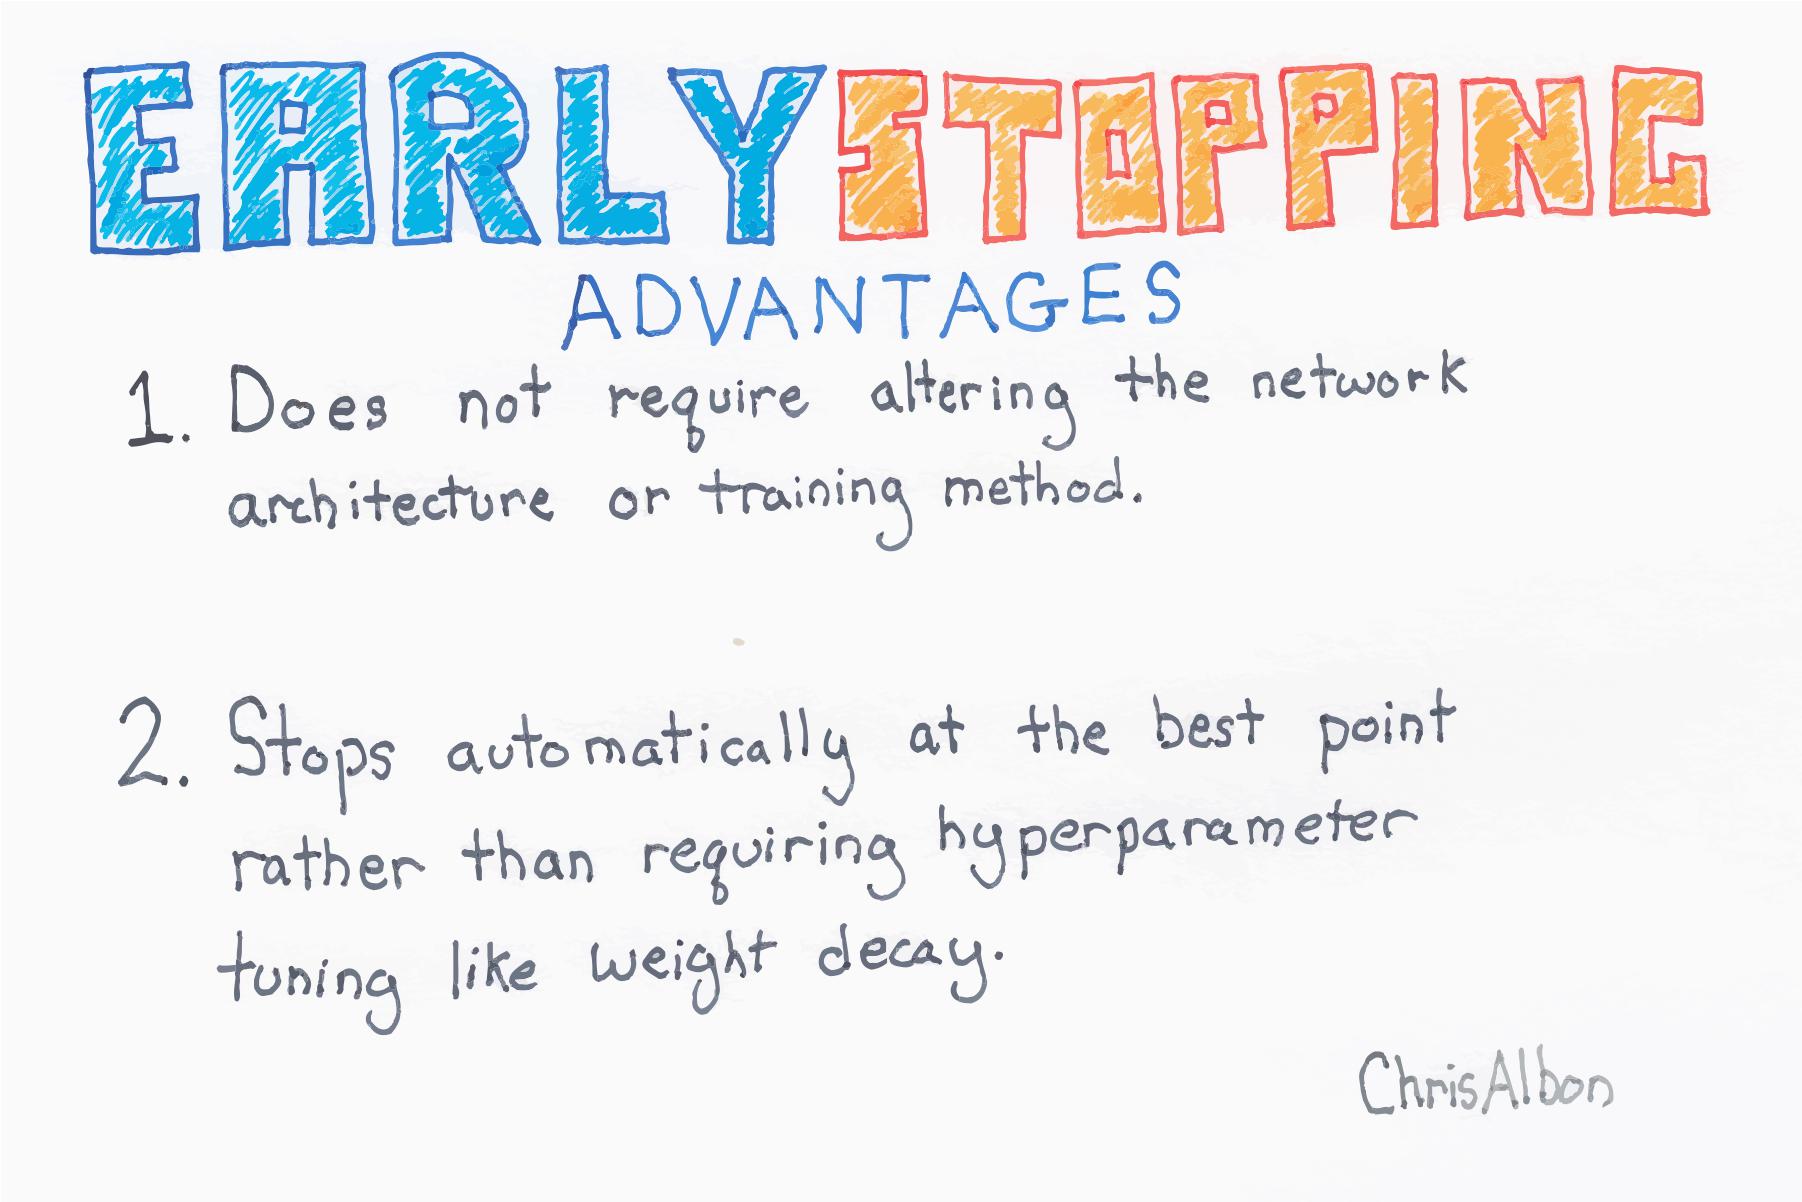 EARLY STOPPING
ADVANTAGES
1. Does not require altering the network
architecture or training method.
2. Stops automatically at the best point
rather than requiring hyperparameter
tuning like weight decay.
ChrisAlbon